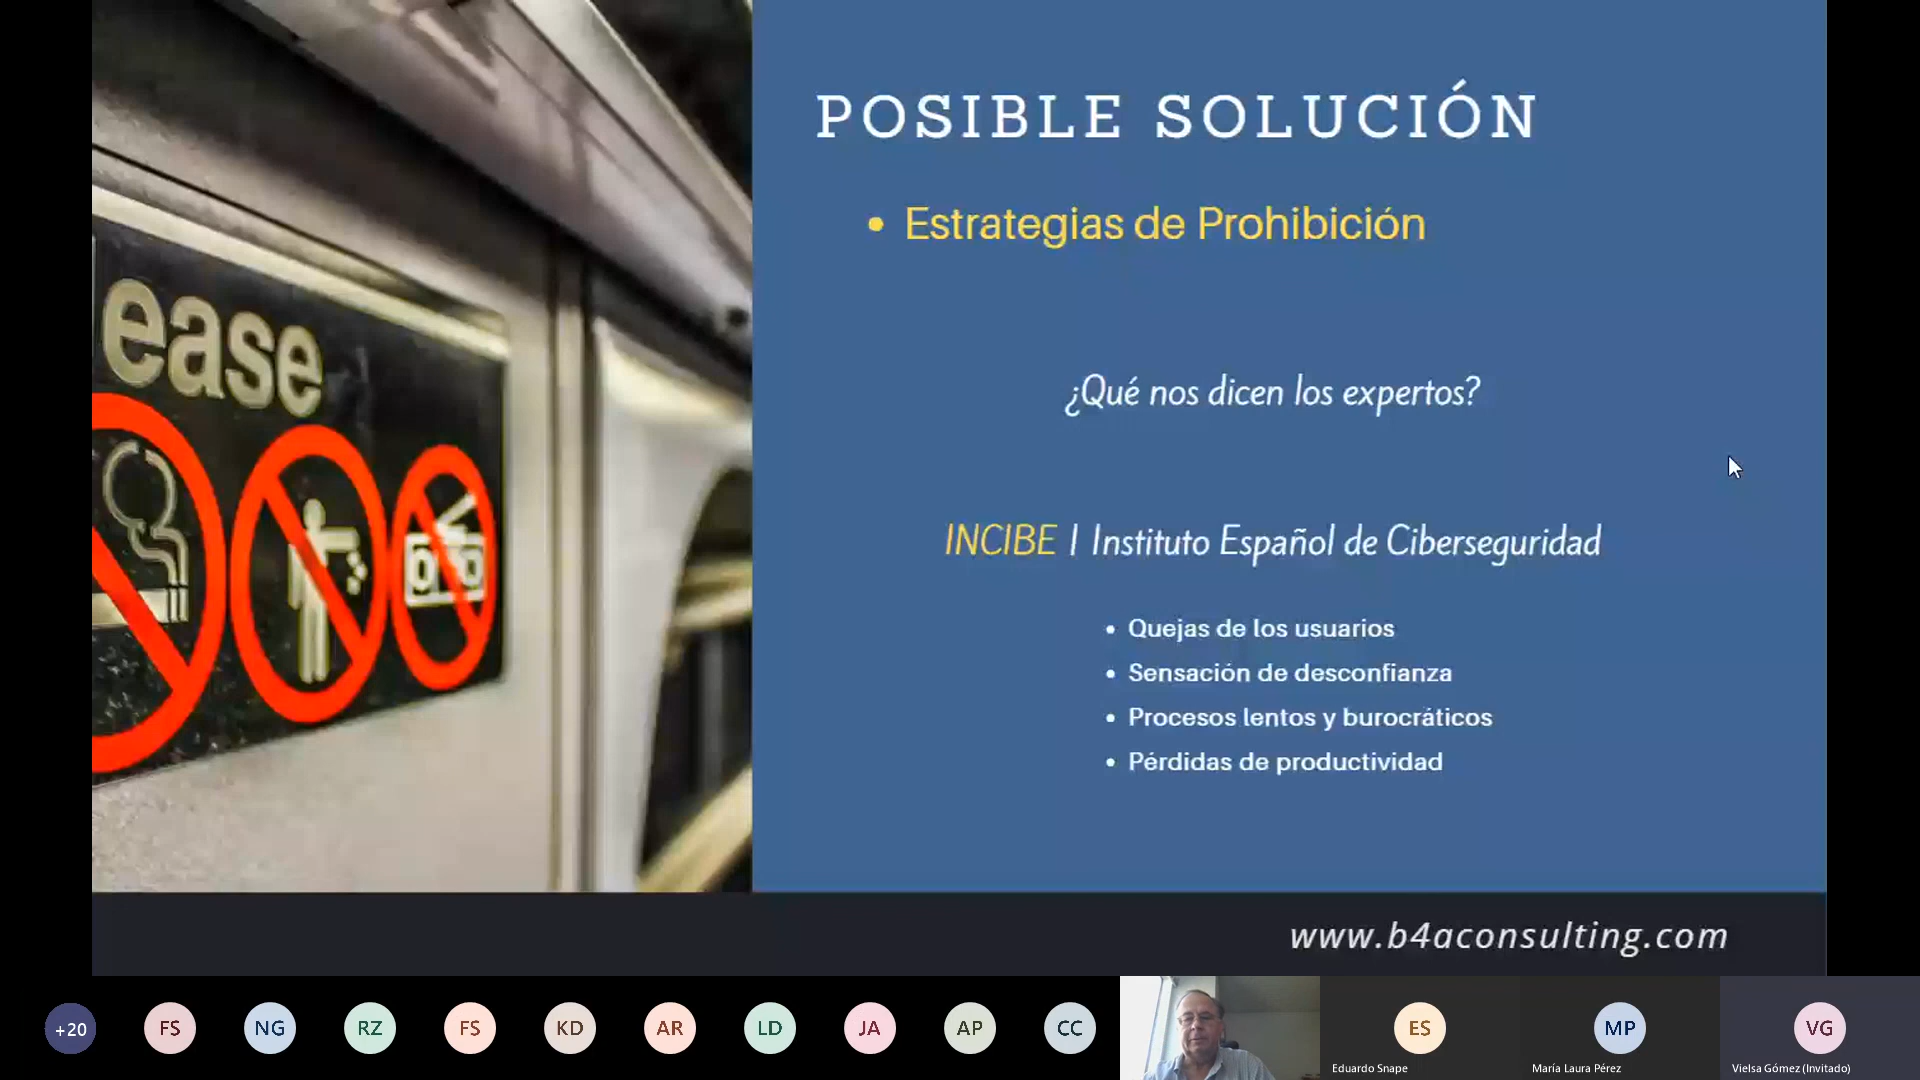 POSIBLE SOLUCIÓN
• Estrategias de Prohibición
¿Qué nos dicen los expertos?
INCIBE | Instituto Español de Ciberseguridad
• Quejas de los usuarios
• Sensación de desconfianza
• Procesos lentos y burocráticos
• Pérdidas de productividad
ease
www.b4aconsulting.com
+20
FS
NG
RZ
FS
KD
AR
LD
JA
AP
CC
ES
Eduardo Snape
MP
María Laura Pérez
VG
Vielsa Gómez (Invitado)